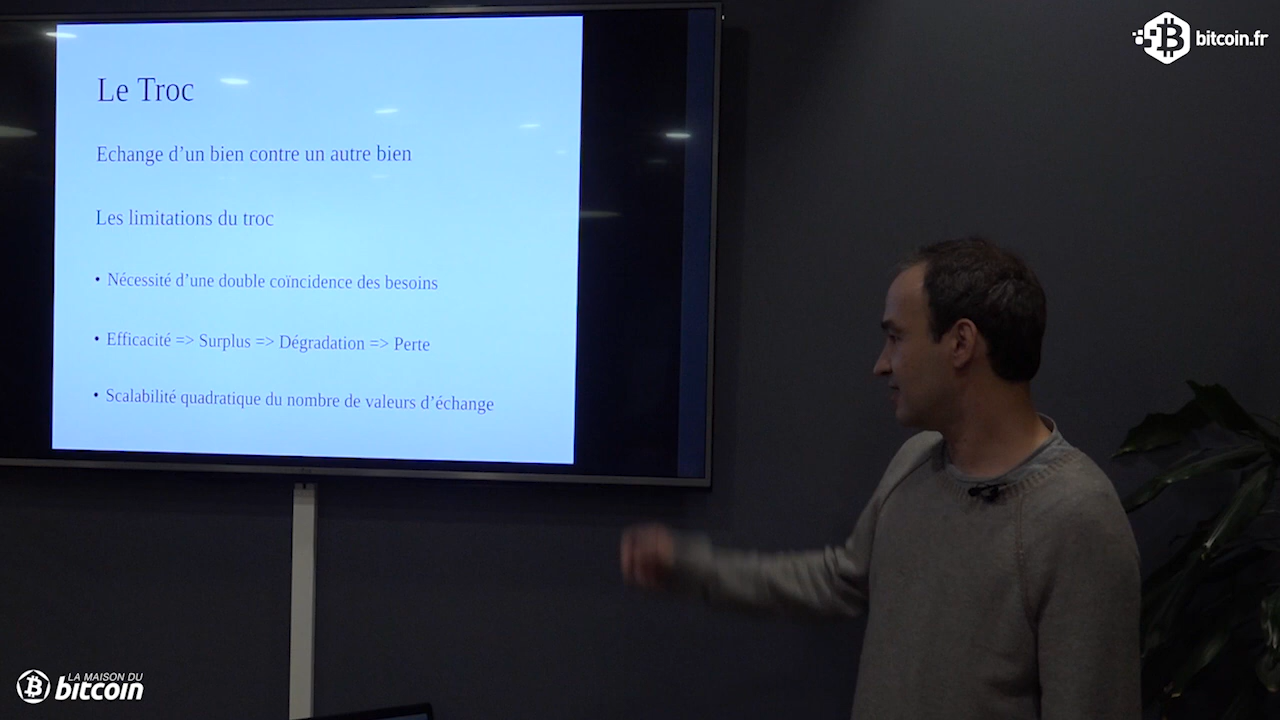 Le Troc
Echange d'un bien contre un autre bien
Les limitations du troc
• Nécessité d'une double coïncidence des besoins
• Efficacité => Surplus => Dégradation => Perte
• Scalabilité quadratique du nombre de valeurs d'échange
bitcoin.fr
LA MAISON DU
bitcoin